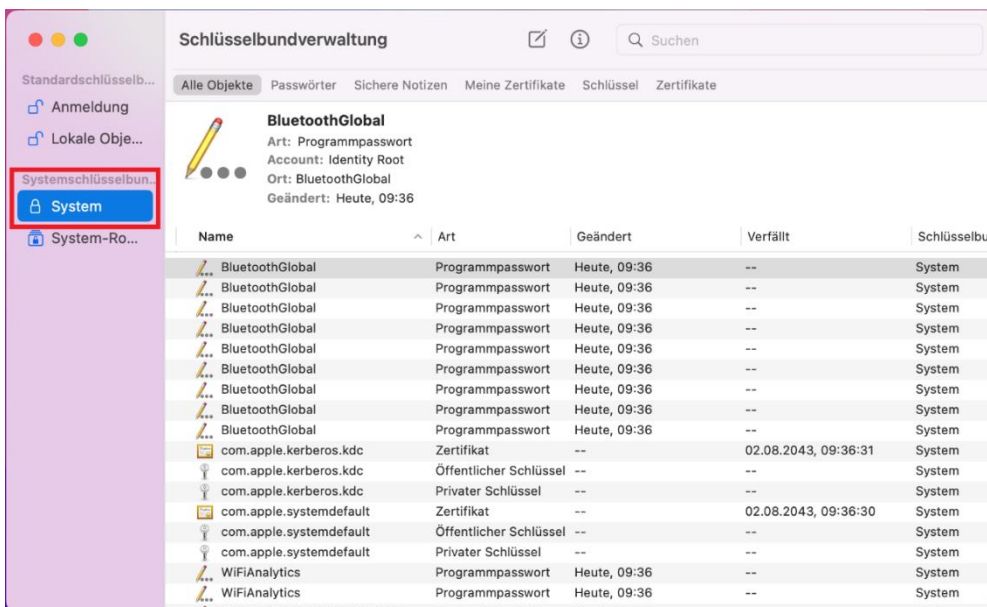 Schlüsselbundverwaltung
Suchen
Standardschlüsselb...
Anmeldung
Lokale Obje...
Systemschlüsselbun...
System
System-Ro...
Alle Objekte Passwörter Sichere Notizen Meine Zertifikate Schlüssel Zertifikate
BluetoothGlobal
Art: Programmpasswort
Account: Identity Root
Ort: BluetoothGlobal
Geändert: Heute, 09:36
Name Art Geändert Verfällt Schlüsselbu
BluetoothGlobal Programmpasswort Heute, 09:36 -- System
BluetoothGlobal Programmpasswort Heute, 09:36 -- System
BluetoothGlobal Programmpasswort Heute, 09:36 -- System
BluetoothGlobal Programmpasswort Heute, 09:36 -- System
BluetoothGlobal Programmpasswort Heute, 09:36 -- System
BluetoothGlobal Programmpasswort Heute, 09:36 -- System
BluetoothGlobal Programmpasswort Heute, 09:36 -- System
BluetoothGlobal Programmpasswort Heute, 09:36 -- System
BluetoothGlobal Programmpasswort Heute, 09:36 -- System
com.apple.kerberos.kdc Zertifikat -- 02.08.2043, 09:36:31 System
com.apple.kerberos.kdc Öffentlicher Schlüssel -- -- System
com.apple.kerberos.kdc Privater Schlüssel -- -- System
com.apple.systemdefault Zertifikat -- 02.08.2043, 09:36:30 System
com.apple.systemdefault Öffentlicher Schlüssel -- -- System
com.apple.systemdefault Privater Schlüssel -- -- System
WiFiAnalytics Programmpasswort Heute, 09:36 -- System
WiFiAnalytics Programmpasswort Heute, 09:36 -- System